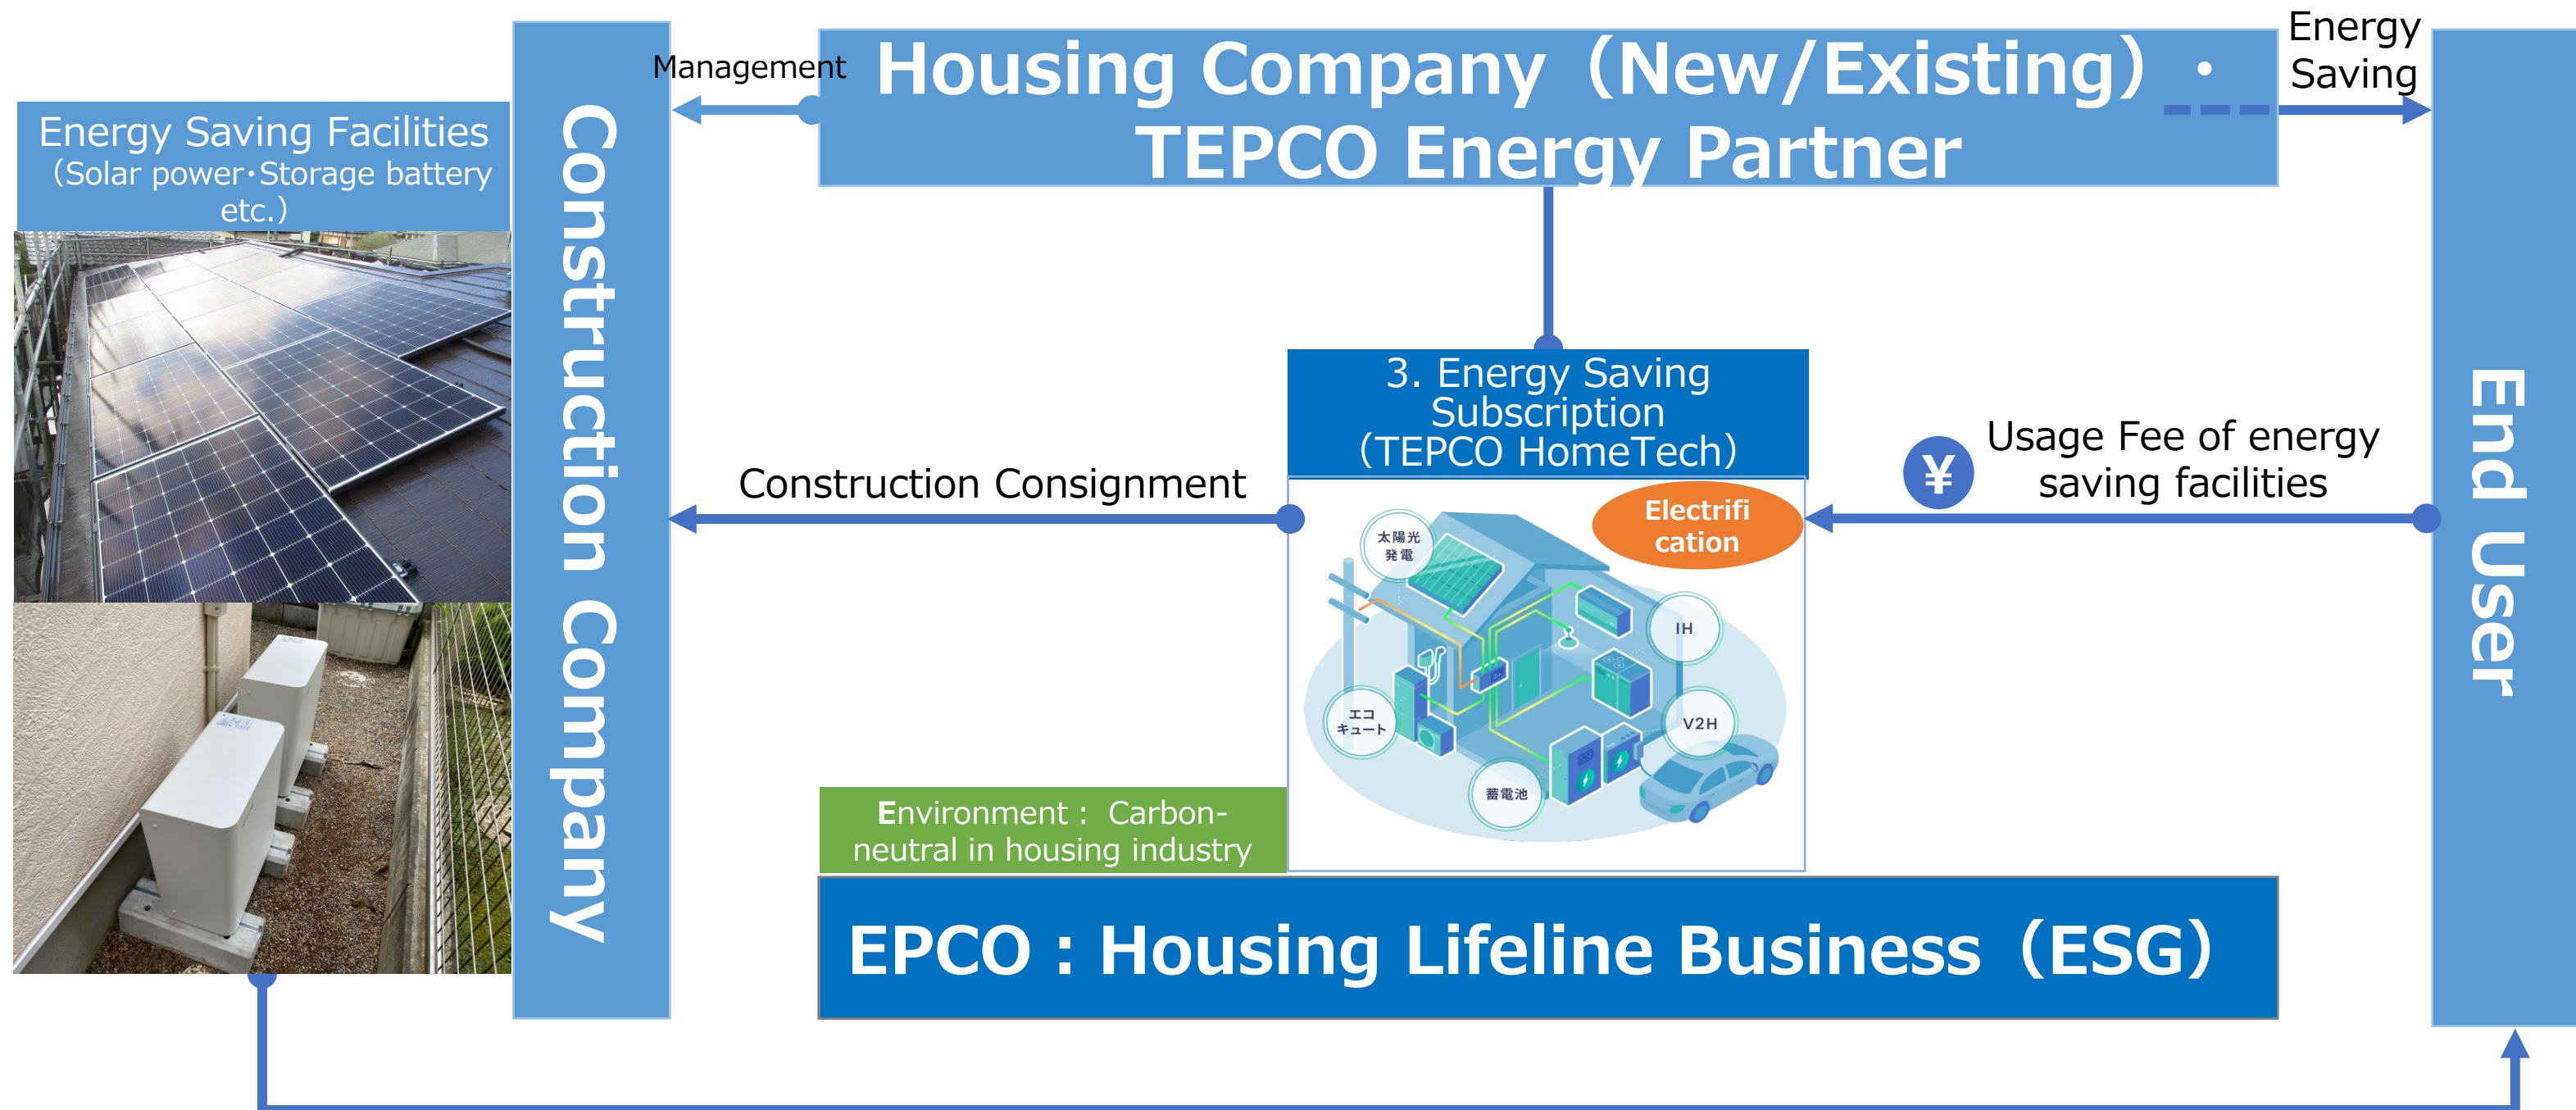 Management
Housing Company（New/Existing）・
TEPCO Energy Partner
Energy
Saving
Energy Saving Facilities
（Solar power･Storage battery
etc.）
Construction Company
3. Energy Saving
Subscription
（TEPCO HomeTech）
Construction Consignment
¥
Usage Fee of energy
saving facilities
End User
Electrifi
cation
太陽光
発電
IH
エコ
キュート
V2H
蓄電池
Environment： Carbon-
neutral in housing industry
EPCO：Housing Lifeline Business（ESG）